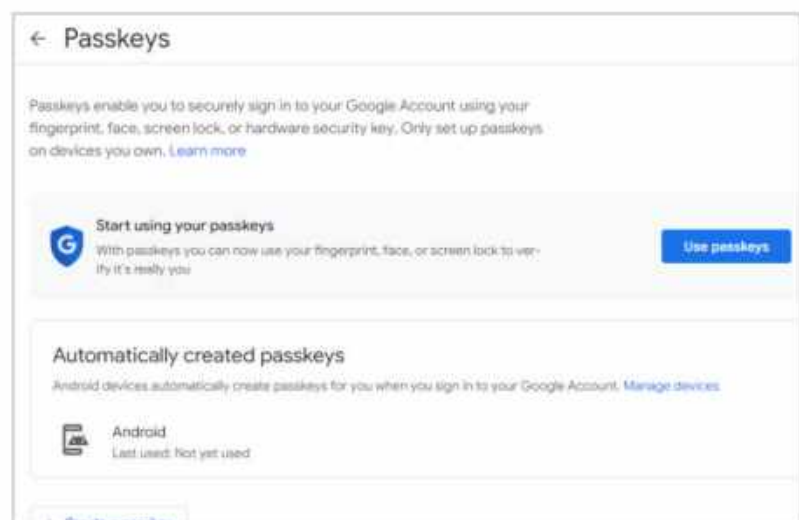 ← Passkeys
Passkeys enable you to securely sign in to your Google Account using your
fingerprint, face, screen lock, or hardware security key. Only set up passkeys
on devices you own. Learn more
Start using your passkeys
With passkeys you can now use your fingerprint, face, or screen lock to ver-
ify it's really you
Use passkeys
Automatically created passkeys
Android devices automatically create passkeys for you when you sign in to your Google Account. Manage devices
Android
Last used: Not yet used